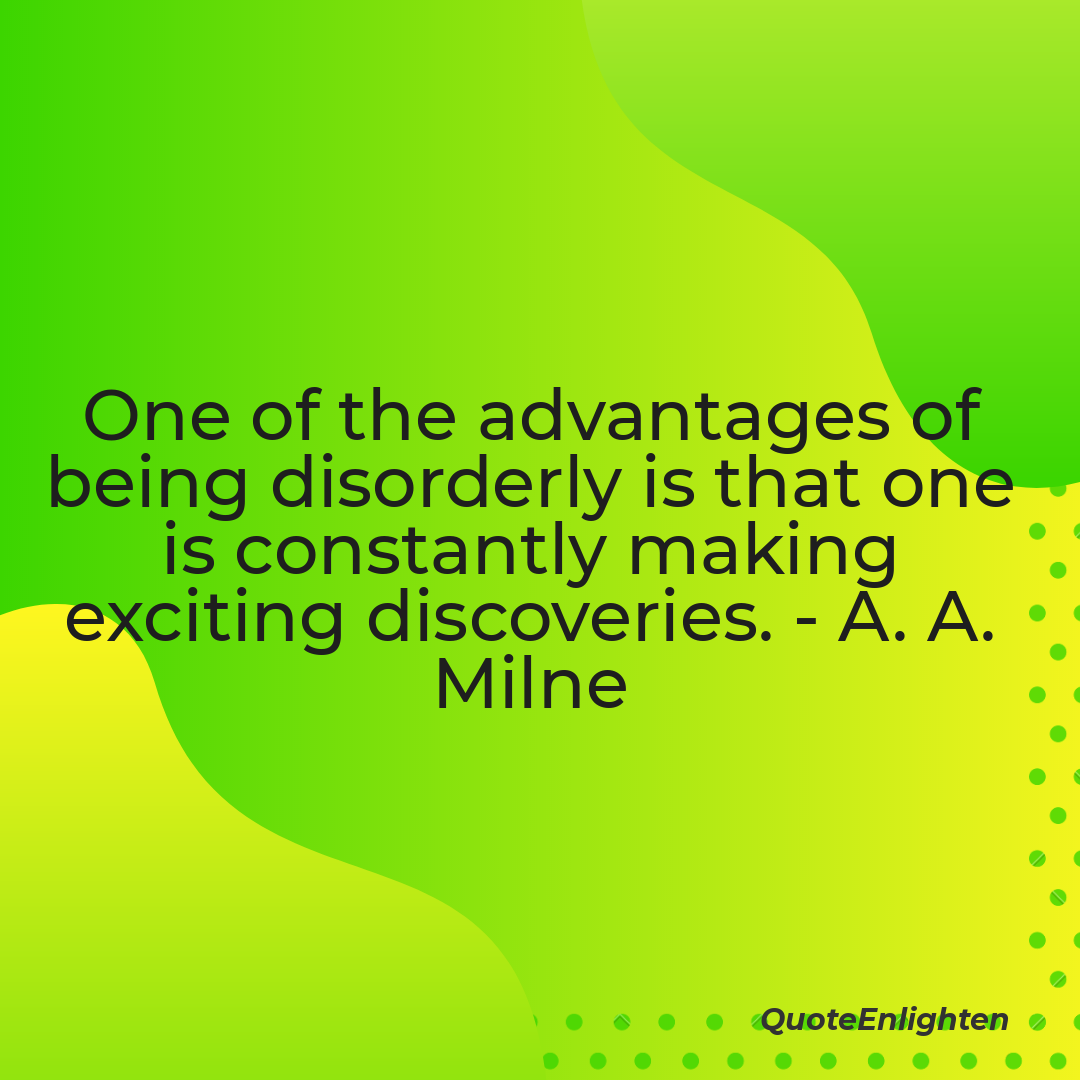 One of the advantages of
being disorderly is that one
is constantly making
exciting discoveries. - A. A.
Milne
QuoteEnlighten